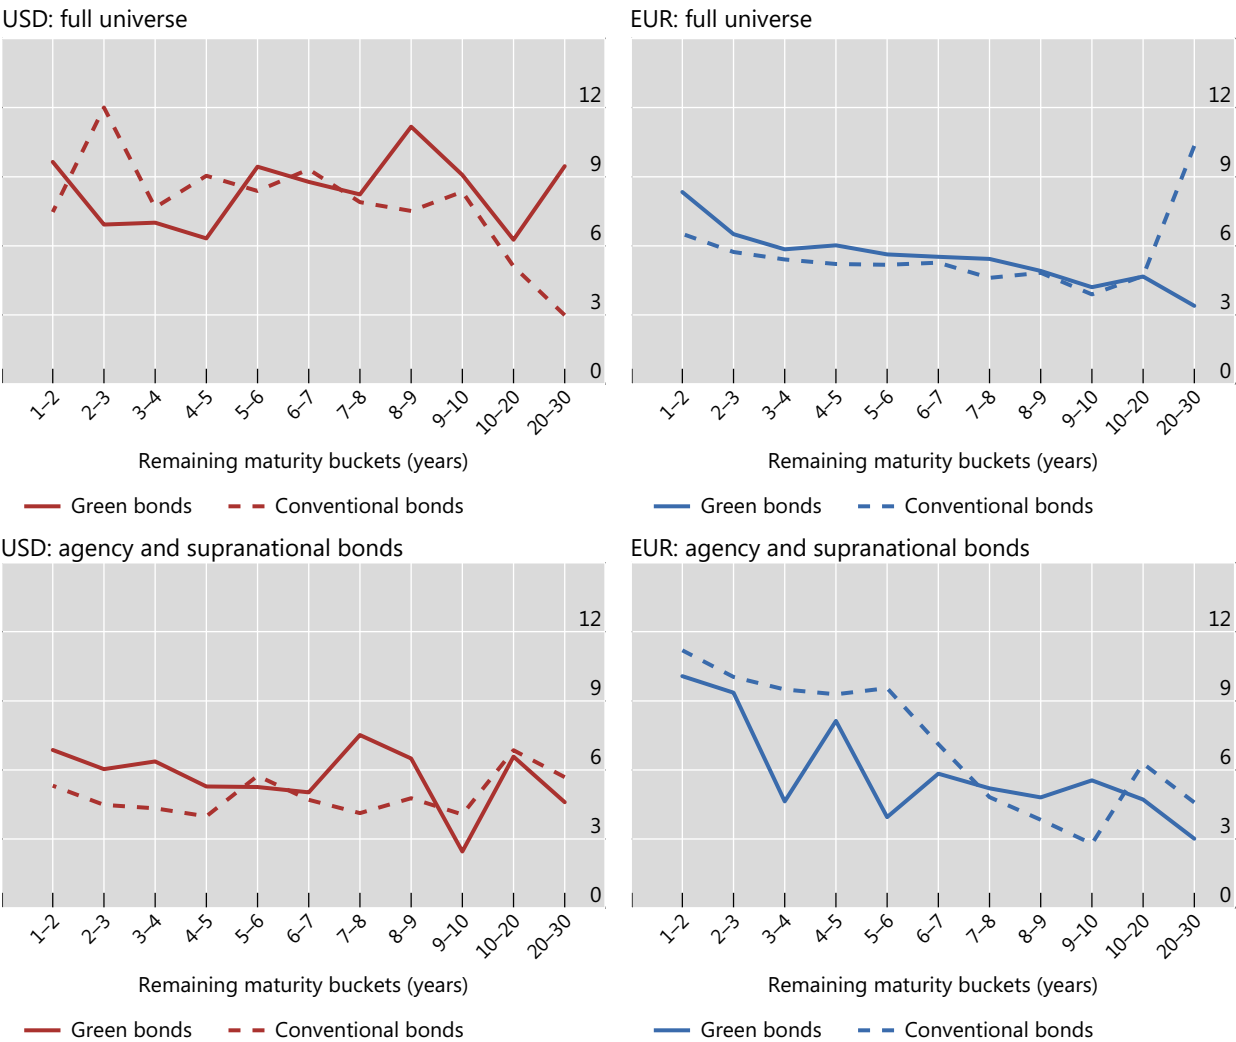 USD: full universe
12
9
6
3
0
1–2 2–3 3–4 4–5 5–6 6–7 7–8 8–9 9–10 10–20 20–30
Remaining maturity buckets (years)
Green bonds Conventional bonds
EUR: full universe
12
9
6
3
0
1–2 2–3 3–4 4–5 5–6 6–7 7–8 8–9 9–10 10–20 20–30
Remaining maturity buckets (years)
Green bonds Conventional bonds
USD: agency and supranational bonds
12
9
6
3
0
1–2 2–3 3–4 4–5 5–6 6–7 7–8 8–9 9–10 10–20 20–30
Remaining maturity buckets (years)
Green bonds Conventional bonds
EUR: agency and supranational bonds
12
9
6
3
0
1–2 2–3 3–4 4–5 5–6 6–7 7–8 8–9 9–10 10–20 20–30
Remaining maturity buckets (years)
Green bonds Conventional bonds